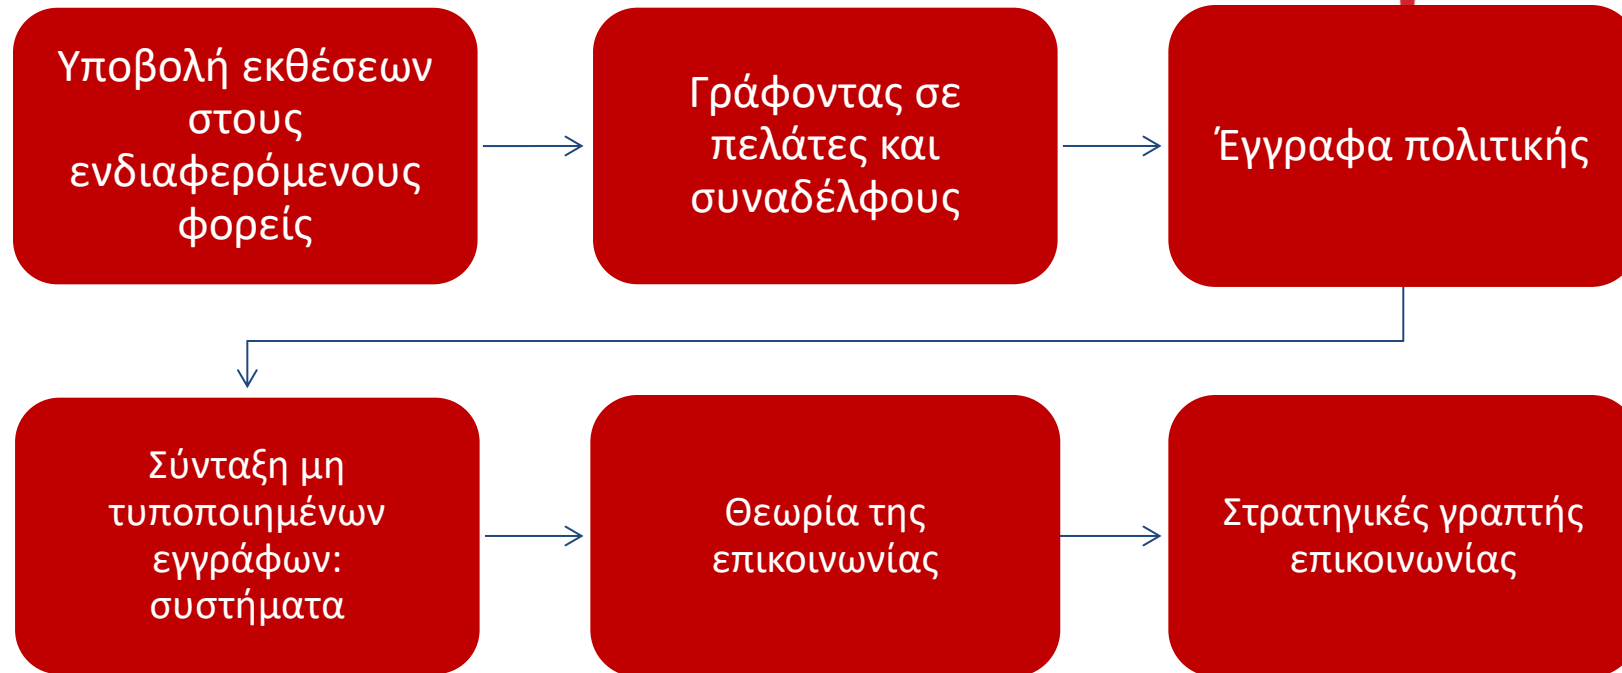 Υποβολή εκθέσεων
στους
ενδιαφερόμενους
φορείς
Γράφοντας σε
πελάτες και
συναδέλφους
Έγγραφα πολιτικής
Σύνταξη μη
τυποποιημένων
εγγράφων:
συστήματα
Θεωρία της
επικοινωνίας
Στρατηγικές γραπτής
επικοινωνίας